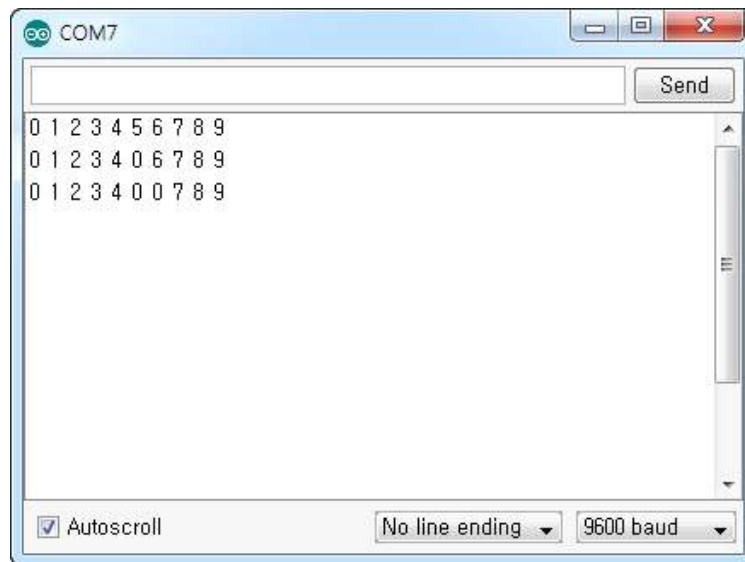 COM7
Send
0 1 2 3 4 5 6 7 8 9
0 1 2 3 4 0 6 7 8 9
0 1 2 3 4 0 0 7 8 9
Autoscroll No line ending 9600 baud